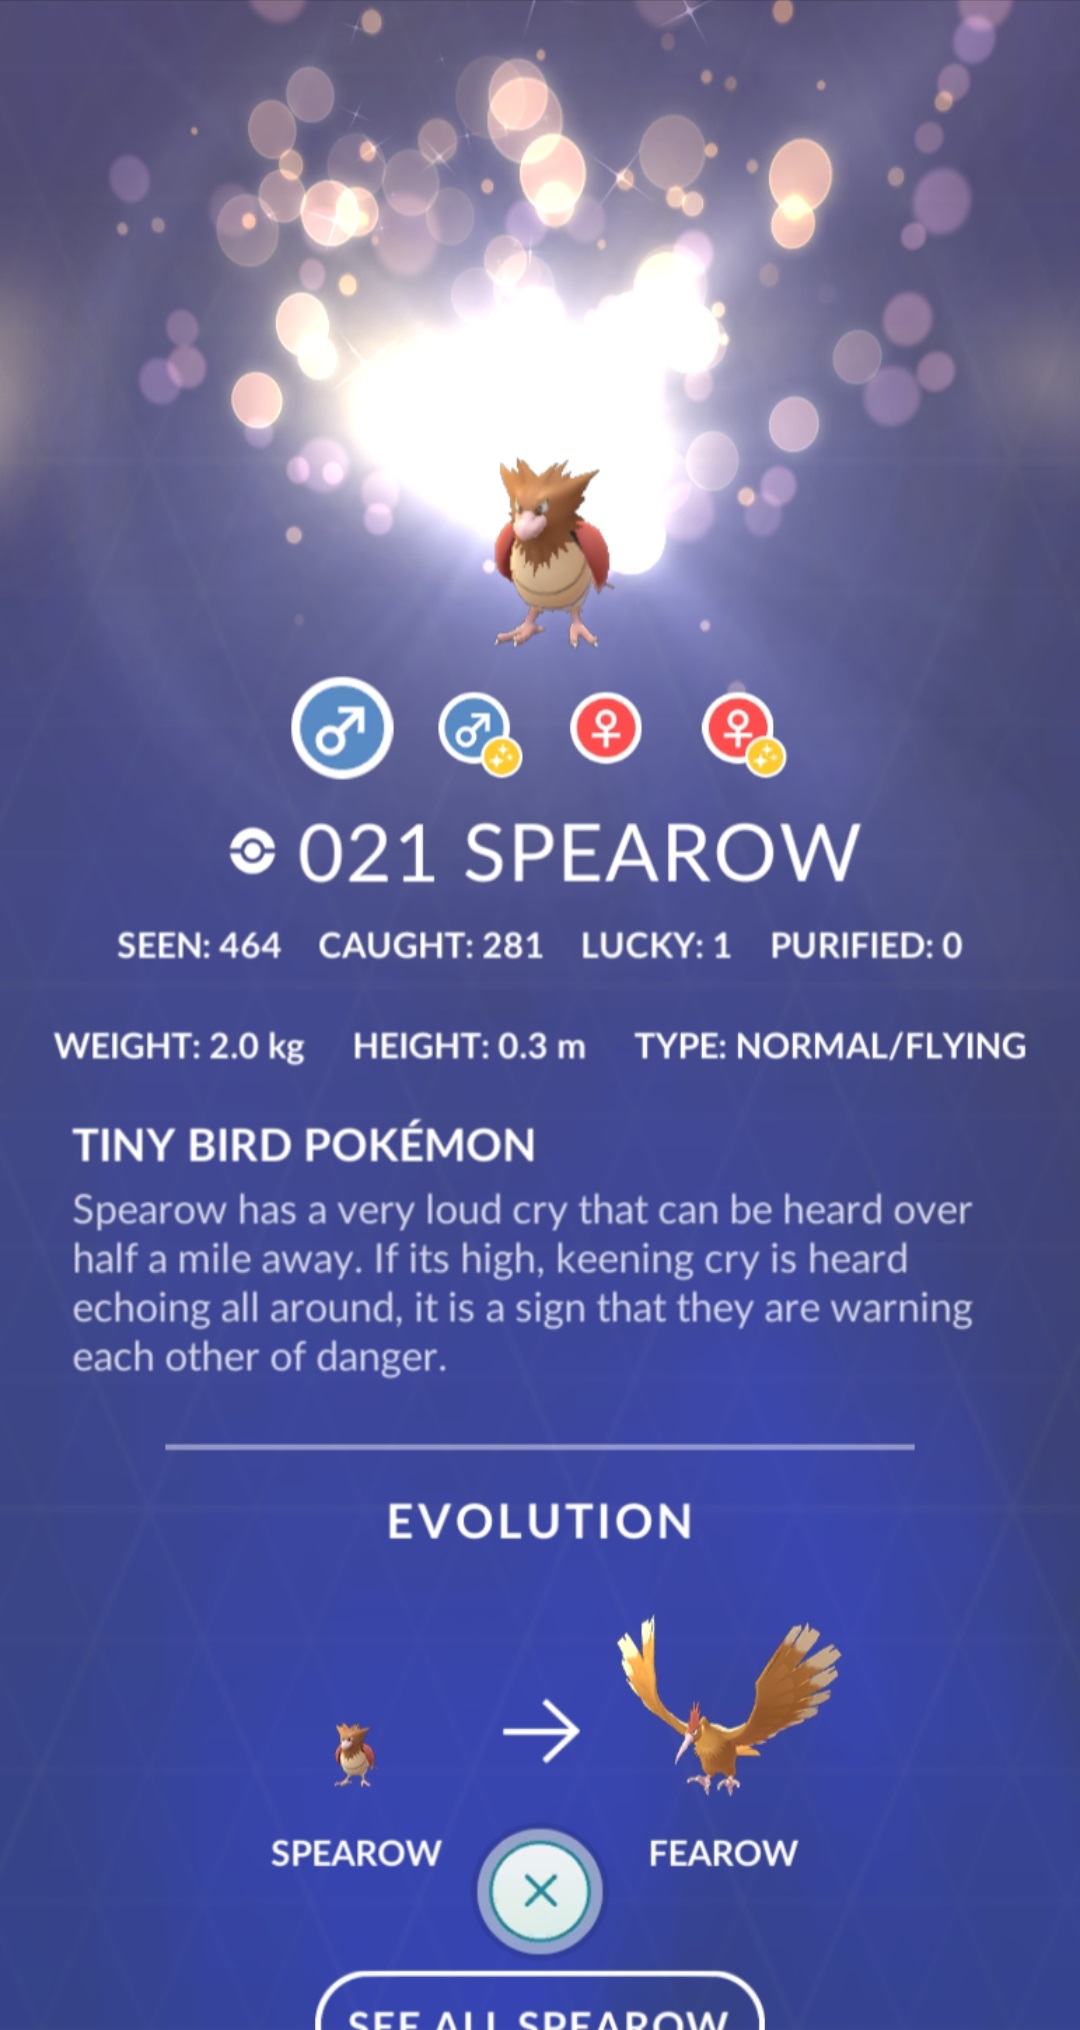 021 SPEAROW
SEEN: 464 CAUGHT: 281 LUCKY: 1 PURIFIED: 0
WEIGHT: 2.0 kg HEIGHT: 0.3 m TYPE: NORMAL/FLYING
TINY BIRD POKÉMON
Spearow has a very loud cry that can be heard over
half a mile away. If its high, keening cry is heard
echoing all around, it is a sign that they are warning
each other of danger.
EVOLUTION
SPEAROW FEAROW
SEE ALL SPEAROW